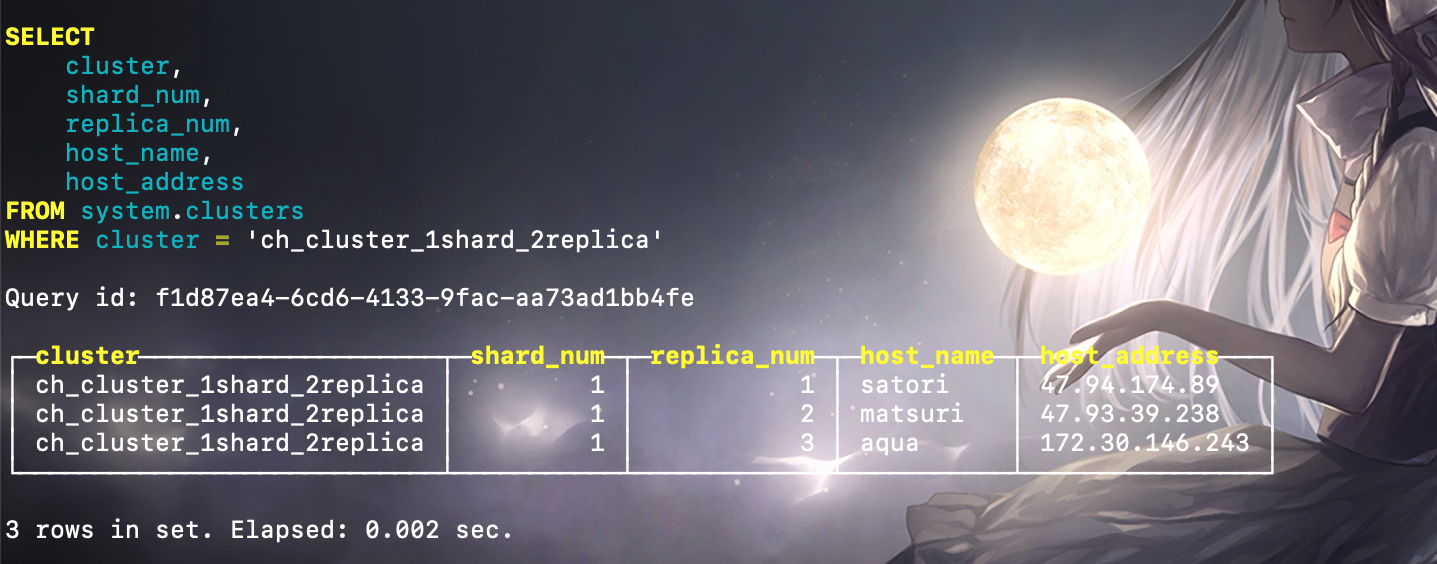 SELECT
    cluster,
    shard_num,
    replica_num,
    host_name,
    host_address
FROM system.clusters
WHERE cluster = 'ch_cluster_1shard_2replica'
Query id: f1d87ea4-6cd6-4133-9fac-aa73ad1bb4fe
cluster shard_num replica_num host_name host_address
ch_cluster_1shard_2replica 1 1 satori 47.94.174.89
ch_cluster_1shard_2replica 1 2 matsuri 47.93.39.238
ch_cluster_1shard_2replica 1 3 aqua 172.30.146.243
3 rows in set. Elapsed: 0.002 sec.